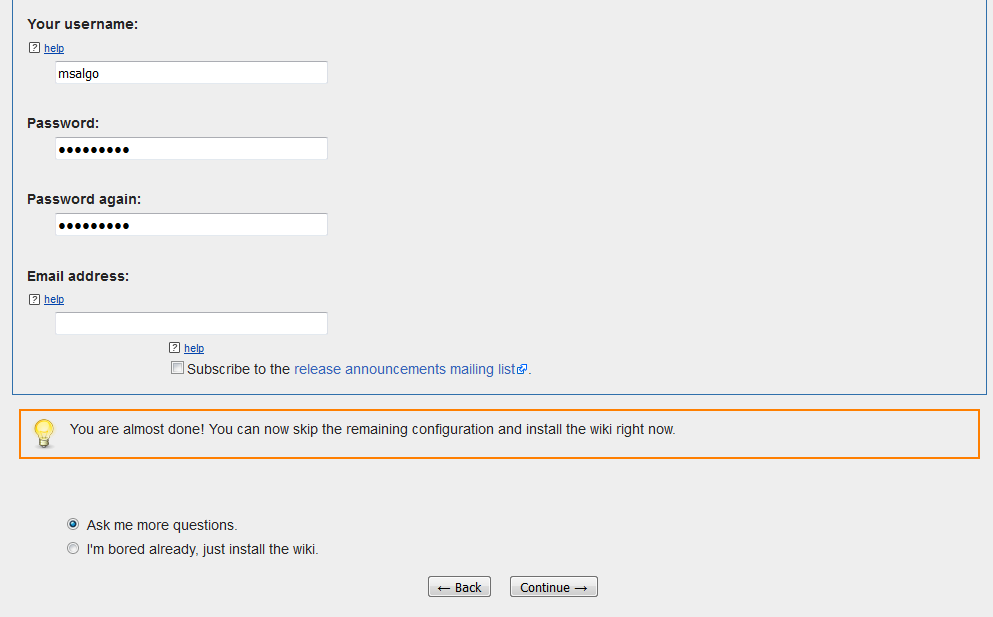 Your username:
? help
msalgo
Password:
●●●●●●●●●
Password again:
●●●●●●●●●
Email address:
? help
? help
Subscribe to the release announcements mailing list.
You are almost done! You can now skip the remaining configuration and install the wiki right now.
Ask me more questions.
I'm bored already, just install the wiki.
← Back Continue →